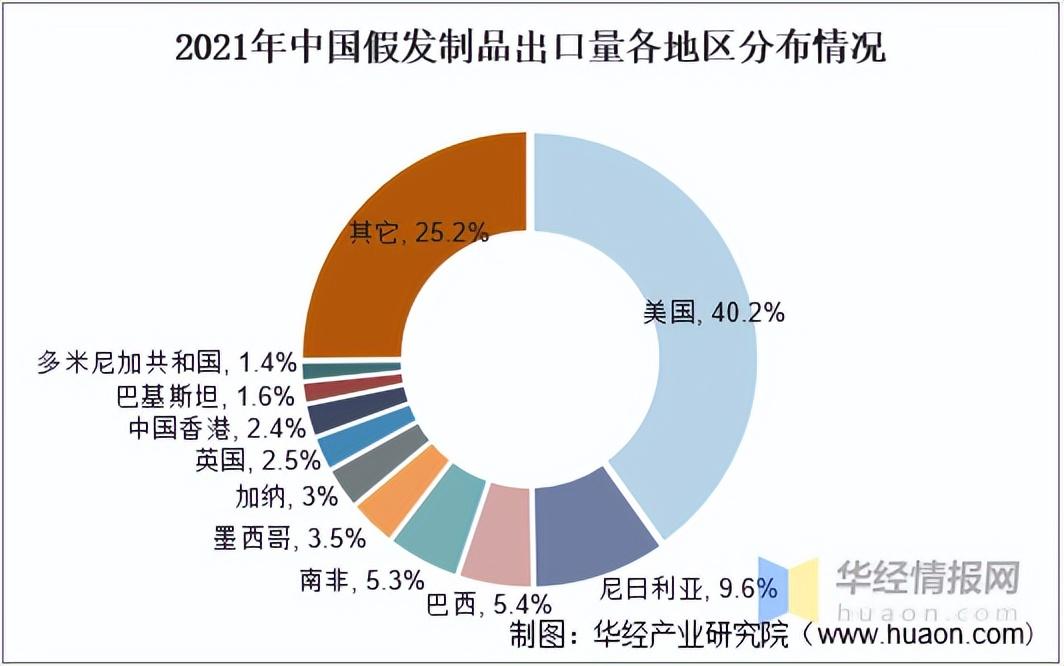 2021年中国假发制品出口量各地区分布情况
其它, 25.2%
美国, 40.2%
多米尼加共和国, 1.4%
巴基斯坦, 1.6%
中国香港, 2.4%
英国, 2.5%
加纳, 3%
墨西哥, 3.5%
南非, 5.3%
巴西, 5.4%
尼日利亚, 9.6%
华经情报网
huaon.com
制图：华经产业研究院（www.huaon.com）